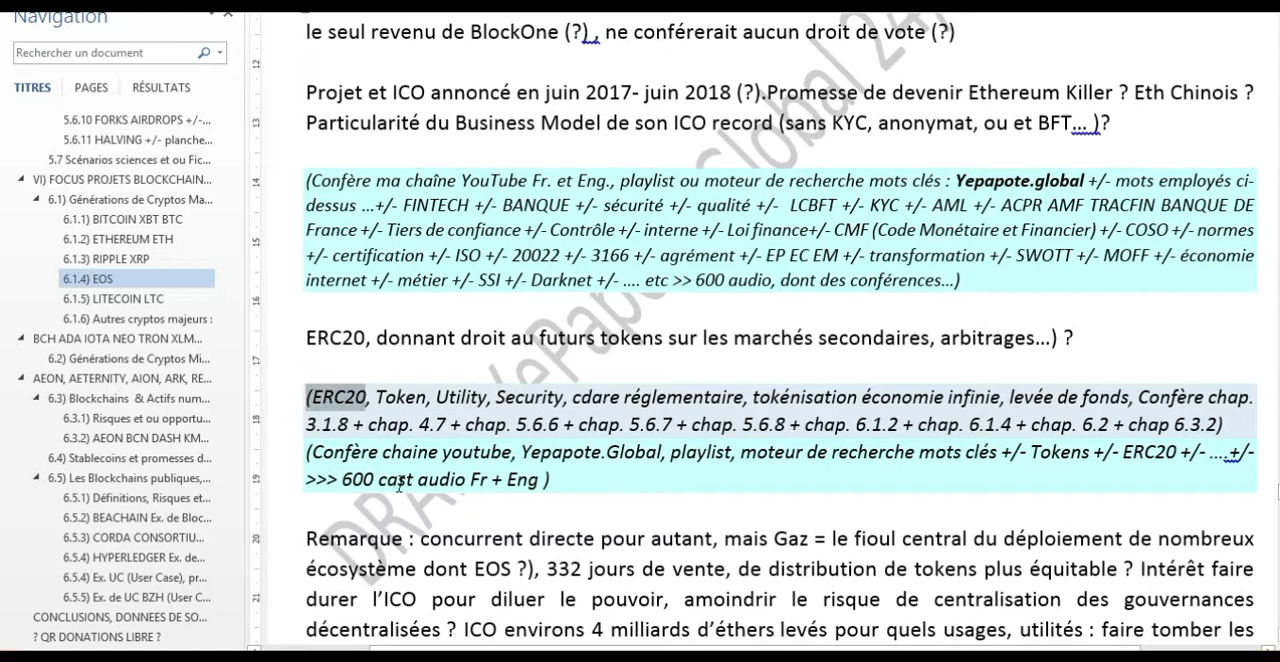 Navigation
Rechercher un document
TITRES PAGES RÉSULTATS
5.6.10 FORKS AIRDROPS +/-...
5.6.11 HALVING +/- planche...
5.7 Scénarios sciences et ou Fic...
VI) FOCUS PROJETS BLOCKCHAIN...
6.1) Générations de Cryptos Ma...
6.1.1) BITCOIN XBT BTC
6.1.2) ETHEREUM ETH
6.1.3) RIPPLE XRP
6.1.4) EOS
6.1.5) LITECOIN LTC
6.1.6) Autres cryptos majeurs :
BCH ADA IOTA NEO TRON XLM...
6.2) Générations de Cryptos Mi...
AEON, AETERNITY, AION, ARK, RE...
6.3) Blockchains & Actifs num...
6.3.1) Risques et ou opportu...
6.3.2) AEON BCN DASH KM...
6.4) Stablecoins et promesses d...
6.5) Les Blockchains publiques,...
6.5.1) Définitions, Risques et...
6.5.2) BEACHAIN Ex. de Bloc...
6.5.3) CORDA CONSORTIU...
6.5.4) HYPERLEDGER Ex. de...
6.5.4) Ex. UC (User Case), pr...
6.5.5) Ex. de UC BZH (User C...
CONCLUSIONS, DONNEES DE SO...
? QR DONATIONS LIBRE ?
12
13
14
15
16
17
18
19
20
21
le seul revenu de BlockOne (?) , ne conférerait aucun droit de vote (?)
Projet et ICO annoncé en juin 2017- juin 2018 (?).Promesse de devenir Ethereum Killer ? Eth Chinois ?
Particularité du Business Model de son ICO record (sans KYC, anonymat, ou et BFT... )?
(Confère ma chaîne YouTube Fr. et Eng., playlist ou moteur de recherche mots clés : Yepapote.global +/- mots employés ci-
dessus ...+/- FINTECH +/- BANQUE +/- sécurité +/- qualité +/- LCBFT +/- KYC +/- AML +/- ACPR AMF TRACFIN BANQUE DE
France +/- Tiers de confiance +/- Contrôle +/- interne +/- Loi finance+/- CMF (Code Monétaire et Financier) +/- COSO +/- normes
+/- certification +/- ISO +/- 20022 +/- 3166 +/- agrément +/- EP EC EM +/- transformation +/- SWOTT +/- MOFF +/- économie
internet +/- métier +/- SSI +/- Darknet +/- .... etc >> 600 audio, dont des conférences...)
ERC20, donnant droit au futurs tokens sur les marchés secondaires, arbitrages...) ?
(ERC20, Token, Utility, Security, cdare réglementaire, tokénisation économie infinie, levée de fonds, Confère chap.
3.1.8 + chap. 4.7 + chap. 5.6.6 + chap. 5.6.7 + chap. 5.6.8 + chap. 6.1.2 + chap. 6.1.4 + chap. 6.2 + chap 6.3.2)
(Confère chaine youtube, Yepapote.Global, playlist, moteur de recherche mots clés +/- Tokens +/- ERC20 +/- ....+/-
>>> 600 cast audio Fr + Eng )
Remarque : concurrent directe pour autant, mais Gaz = le fioul central du déploiement de nombreux
écosystème dont EOS ?), 332 jours de vente, de distribution de tokens plus équitable ? Intérêt faire
durer l'ICO pour diluer le pouvoir, amoindrir le risque de centralisation des gouvernances
décentralisées ? ICO environs 4 milliards d'éthers levés pour quels usages, utilités : faire tomber les